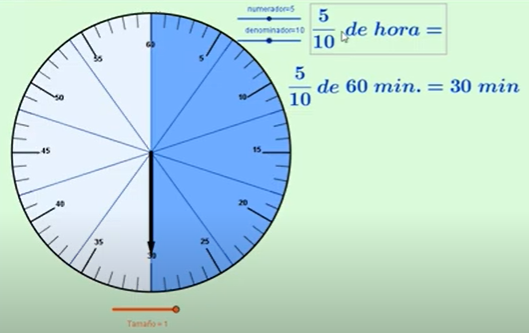 numerador=5
denominador=10
5/10 de hora =
5/10 de 60 min. = 30 min
60
5
10
15
20
25
30
35
40
45
50
55
Tamaño = 1